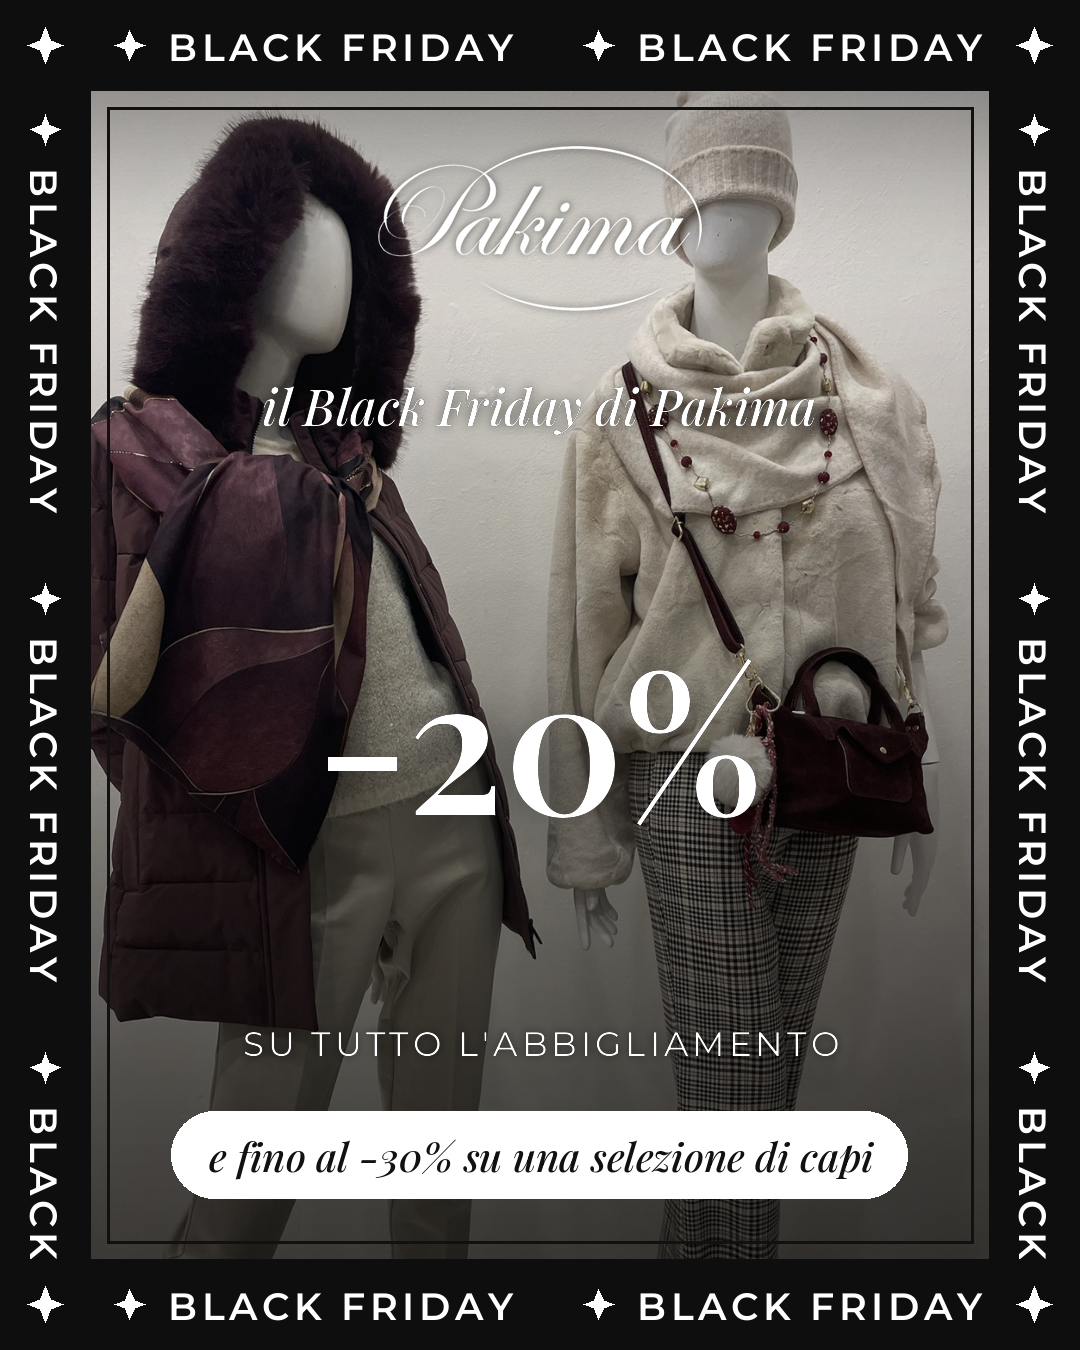 BLACK FRIDAY BLACK FRIDAY
BLACK FRIDAY BLACK FRIDAY BLACK
BLACK FRIDAY BLACK FRIDAY BLACK
Pakima
il Black Friday di Pakima
-20%
SU TUTTO L'ABBIGLIAMENTO
e fino al -30% su una selezione di capi
BLACK FRIDAY BLACK FRIDAY